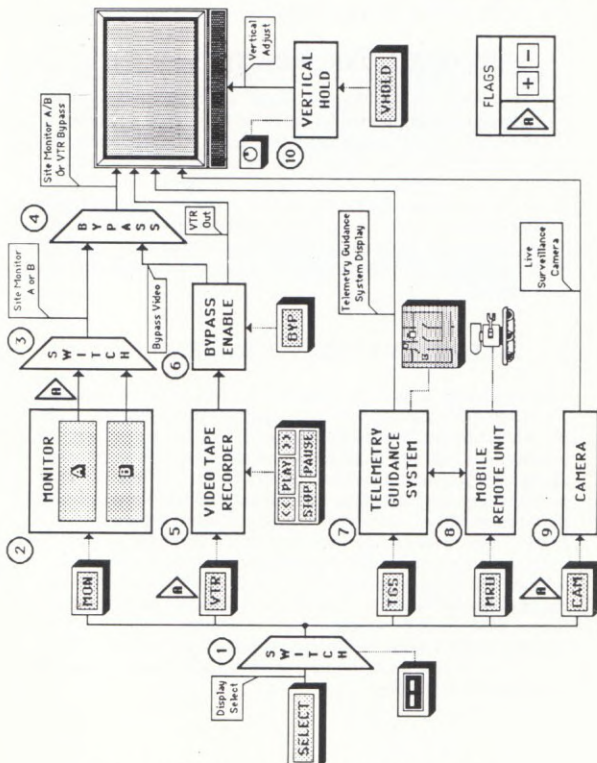 SELECT
Display
Select
SWITCH
1
MON
VTR
TGS
MRU
CAM
A
A
2
MONITOR
A
B
A
3
SWITCH
Site Monitor
A or B
4
BYPASS
Site Monitor A/B
Or VTR Bypass
5
VIDEO TAPE
RECORDER
<< PLAY >>
STOP PAUSE
6
BYPASS
ENABLE
BYP
Bypass Video
VTR
Out
7
TELEMETRY
GUIDANCE
SYSTEM
Telemetry Guidance
System Display
8
MOBILE
REMOTE UNIT
9
CAMERA
Live
Surveillance
Camera
10
VERTICAL
HOLD
VHOLD
Vertical
Adjust
FLAGS
A + -